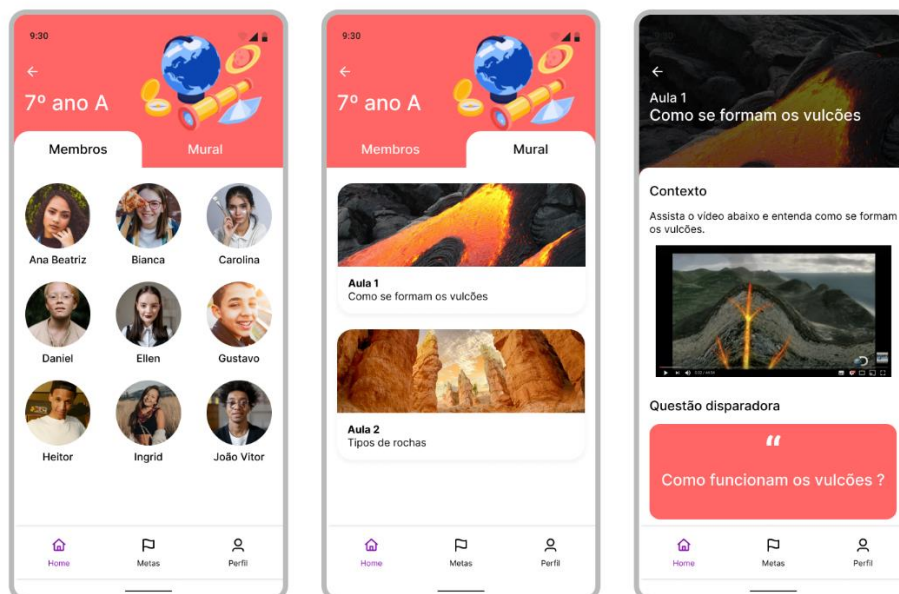 9:30
7º ano A
Membros
Mural
Ana Beatriz
Bianca
Carolina
Daniel
Ellen
Gustavo
Heitor
Ingrid
João Vitor
Home
Metas
Perfil
9:30
7º ano A
Membros
Mural
Aula 1
Como se formam os vulcões
Aula 2
Tipos de rochas
Home
Metas
Perfil
Aula 1
Como se formam os vulcões
Contexto
Assista o vídeo abaixo e entenda como se formam
os vulcões.
Questão disparadora
“
Como funcionam os vulcões ?
Home
Metas
Perfil